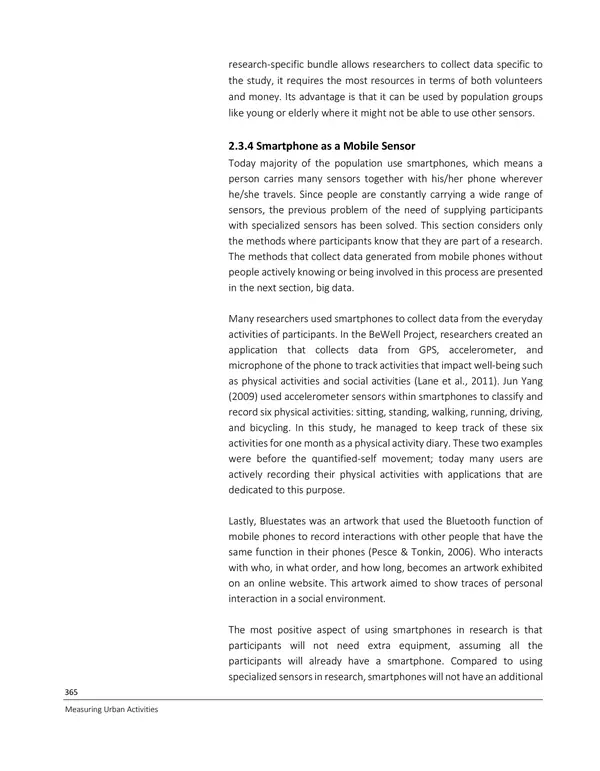 research-specific bundle allows researchers to collect data specific to
the study, it requires the most resources in terms of both volunteers
and money. Its advantage is that it can be used by population groups
like young or elderly where it might not be able to use other sensors.
2.3.4 Smartphone as a Mobile Sensor
Today majority of the population use smartphones, which means a
person carries many sensors together with his/her phone wherever
he/she travels. Since people are constantly carrying a wide range of
sensors, the previous problem of the need of supplying participants
with specialized sensors has been solved. This section considers only
the methods where participants know that they are part of a research.
The methods that collect data generated from mobile phones without
people actively knowing or being involved in this process are presented
in the next section, big data.
Many researchers used smartphones to collect data from the everyday
activities of participants. In the BeWell Project, researchers created an
application that collects data from GPS, accelerometer, and
microphone of the phone to track activities that impact well-being such
as physical activities and social activities (Lane et al., 2011). Jun Yang
(2009) used accelerometer sensors within smartphones to classify and
record six physical activities: sitting, standing, walking, running, driving,
and bicycling. In this study, he managed to keep track of these six
activities for one month as a physical activity diary. These two examples
were before the quantified-self movement; today many users are
actively recording their physical activities with applications that are
dedicated to this purpose.
Lastly, Bluestates was an artwork that used the Bluetooth function of
mobile phones to record interactions with other people that have the
same function in their phones (Pesce & Tonkin, 2006). Who interacts
with who, in what order, and how long, becomes an artwork exhibited
on an online website. This artwork aimed to show traces of personal
interaction in a social environment.
The most positive aspect of using smartphones in research is that
participants will not need extra equipment, assuming all the
participants will already have a smartphone. Compared to using
specialized sensors in research, smartphones will not have an additional
365
Measuring Urban Activities